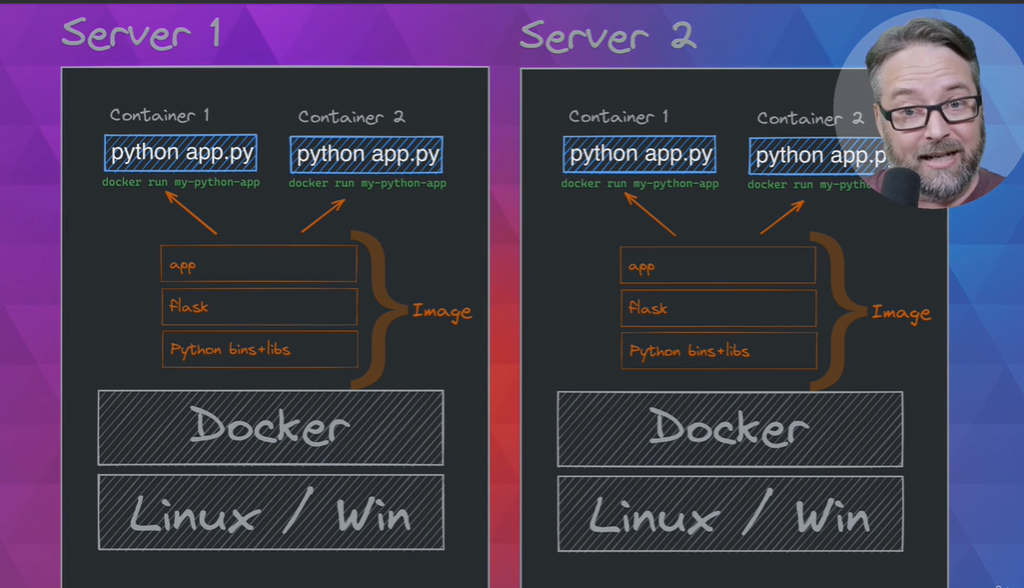 Server 1
Container 1
Container 2
python app.py
python app.py
docker run my-python-app
docker run my-python-app
app
flask
Python bins+libs
Image
Docker
Linux / Win
Server 2
Container 1
Container 2
python app.py
python app.p
docker run my-python-app
docker run my-pytho
app
flask
Python bins+libs
Image
Docker
Linux / Win